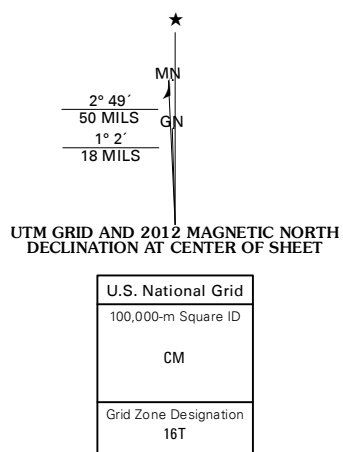 ★
MN
2° 49´
50 MILS
GN
1° 2´
18 MILS
UTM GRID AND 2012 MAGNETIC NORTH
DECLINATION AT CENTER OF SHEET
U.S. National Grid
100,000-m Square ID
CM
Grid Zone Designation
16T